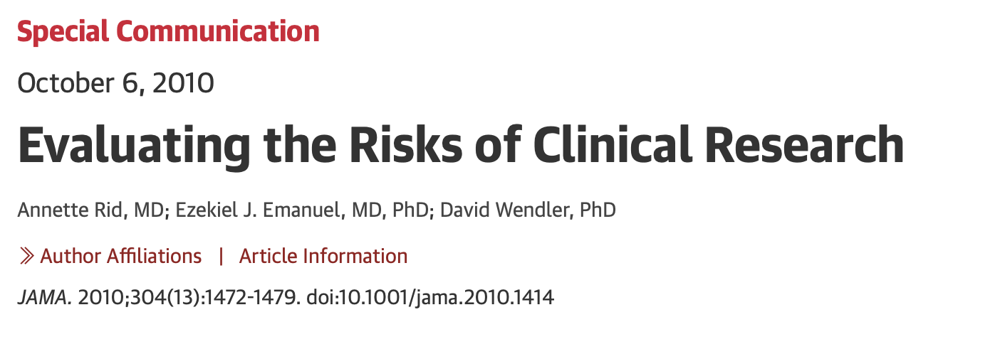 Special Communication
October 6, 2010
Evaluating the Risks of Clinical Research
Annette Rid, MD; Ezekiel J. Emanuel, MD, PhD; David Wendler, PhD
Author Affiliations | Article Information
JAMA. 2010;304(13):1472-1479. doi:10.1001/jama.2010.1414